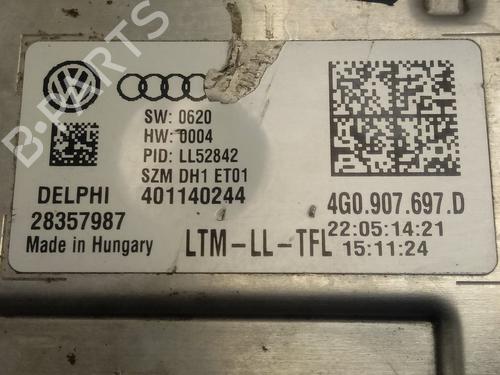 SW: 0620
HW: 0004
PID: LL52842
SZM DH1 ET01
DELPHI 401140244
28357987
Made in Hungary
LTM-LL-TFL
4G0.907.697.D
22:05:14:21
15:11:24
B-PARTS